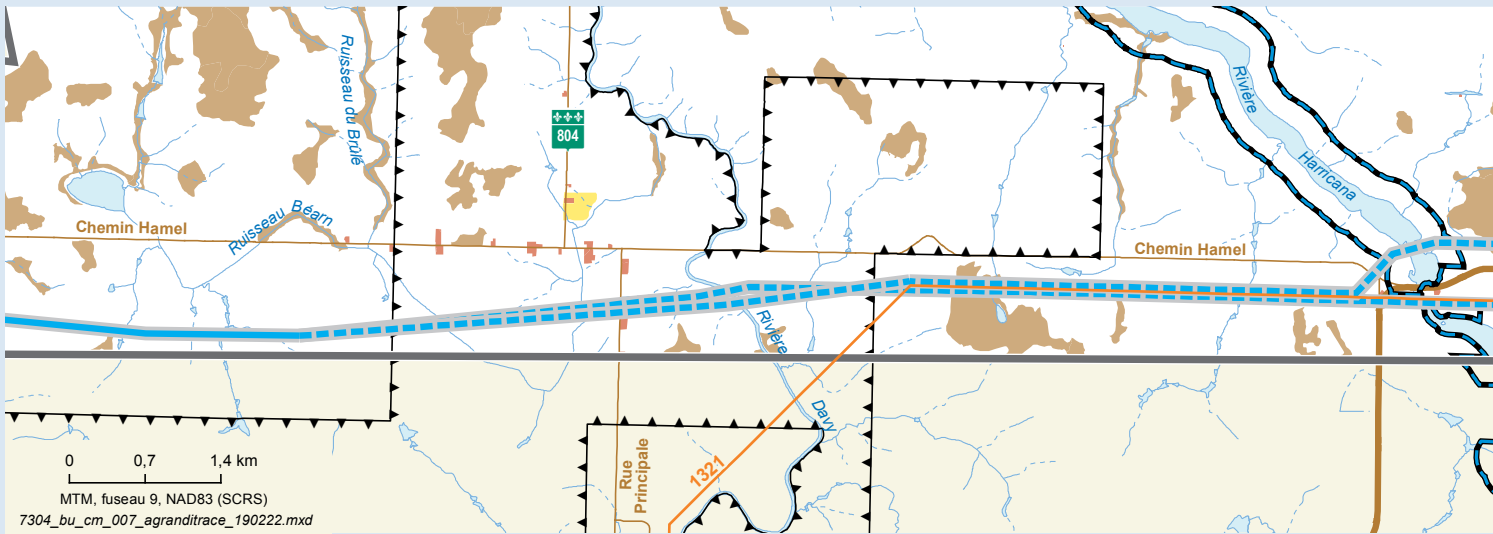 Ruisseau du Brûlé
804
Rivière
Harricana
Chemin Hamel
Ruisseau Béarn
Chemin Hamel
Rivière
Davy
Rue
Principale
1321
0 0,7 1,4 km
MTM, fuseau 9, NAD83 (SCRS)
7304_bu_cm_007_agranditrace_190222.mxd